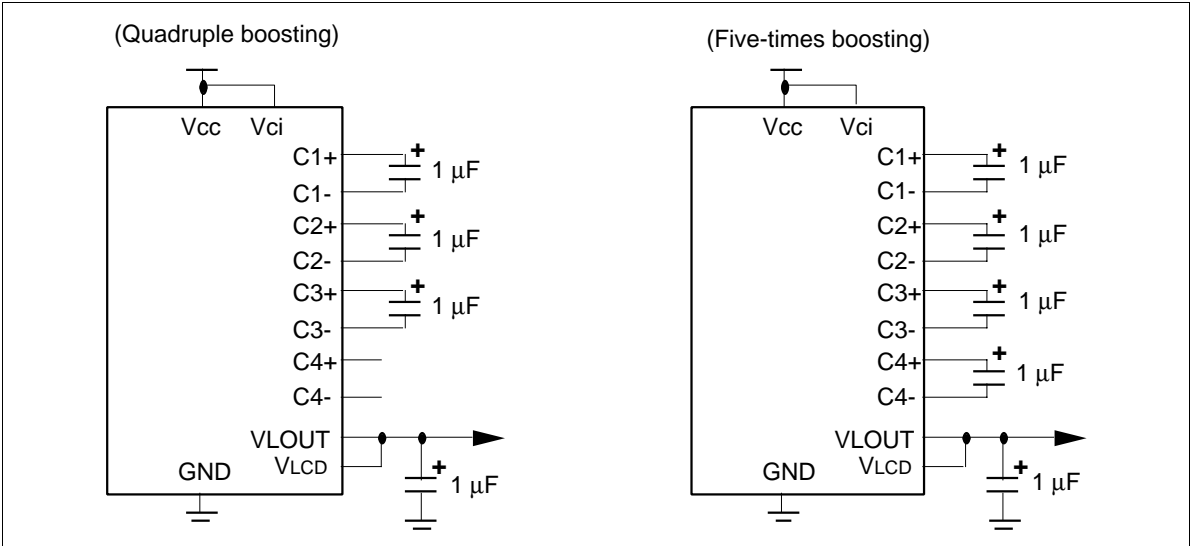 (Quadruple boosting)
Vcc Vci
C1+
+
1 μF
C1-
C2+
+
1 μF
C2-
C3+
+
1 μF
C3-
C4+
C4-
VLOUT
VLCD
GND
+
1 μF
(Five-times boosting)
Vcc Vci
C1+
+
1 μF
C1-
C2+
+
1 μF
C2-
C3+
+
1 μF
C3-
C4+
+
1 μF
C4-
VLOUT
VLCD
GND
+
1 μF